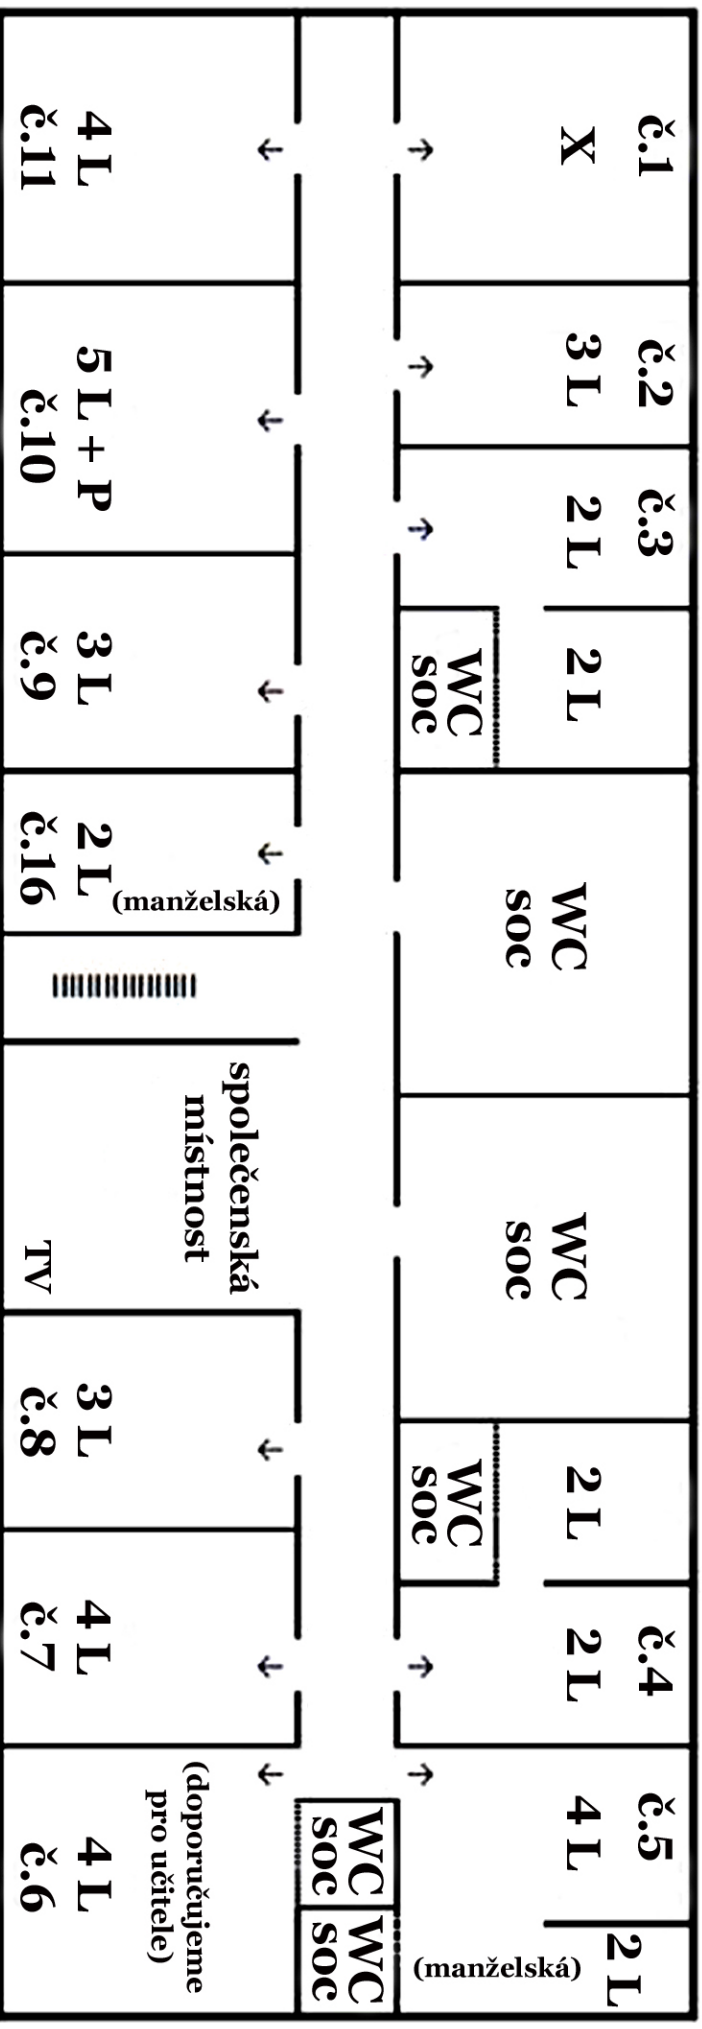 č.1
X
č.2
3 L
č.3
2 L
2 L
WC
soc
WC
soc
WC
soc
2 L
WC
soc
č.4
2 L
č.5
4 L
2 L
(manželská)
WC
soc
WC
soc
4 L
č.11
5 L + P
č.10
3 L
č.9
(manželská)
2 L
č.16
společenská
místnost
TV
3 L
č.8
4 L
č.7
(doporučujeme
pro učitele)
4 L
č.6